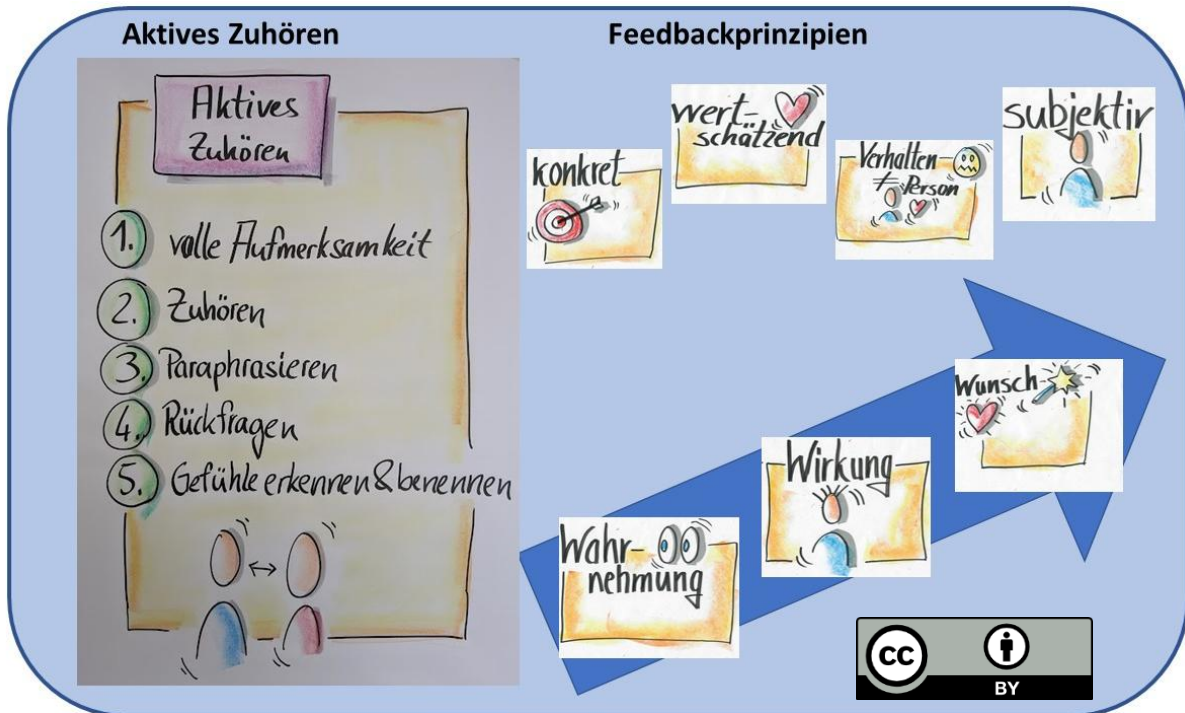 Aktives Zuhören
Aktives
Zuhören
1. volle Aufmerksamkeit
2. Zuhören
3. Paraphrasieren
4. Rückfragen
5. Gefühle erkennen & benennen
Feedbackprinzipien
konkret
wert-
schätzend
Verhalten
≠ Person
subjektiv
Wahr-
nehmung
Wirkung
Wunsch
CC
BY